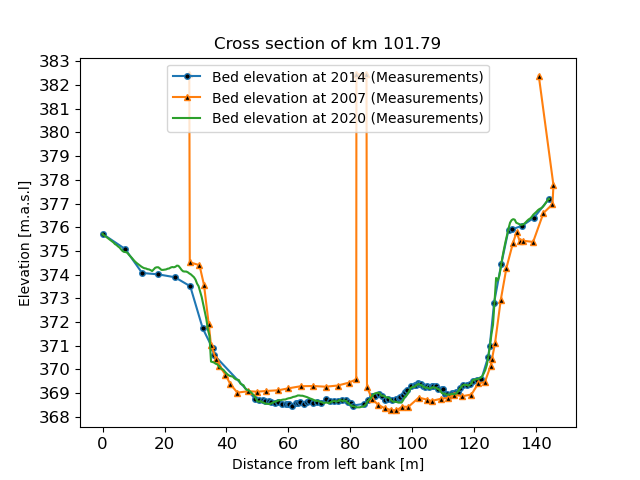 Cross section of km 101.79
Bed elevation at 2014 (Measurements)
Bed elevation at 2007 (Measurements)
Bed elevation at 2020 (Measurements)
Elevation [m.a.s.l]
383
382
381
380
379
378
377
376
375
374
373
372
371
370
369
368
0 20 40 60 80 100 120 140
Distance from left bank [m]